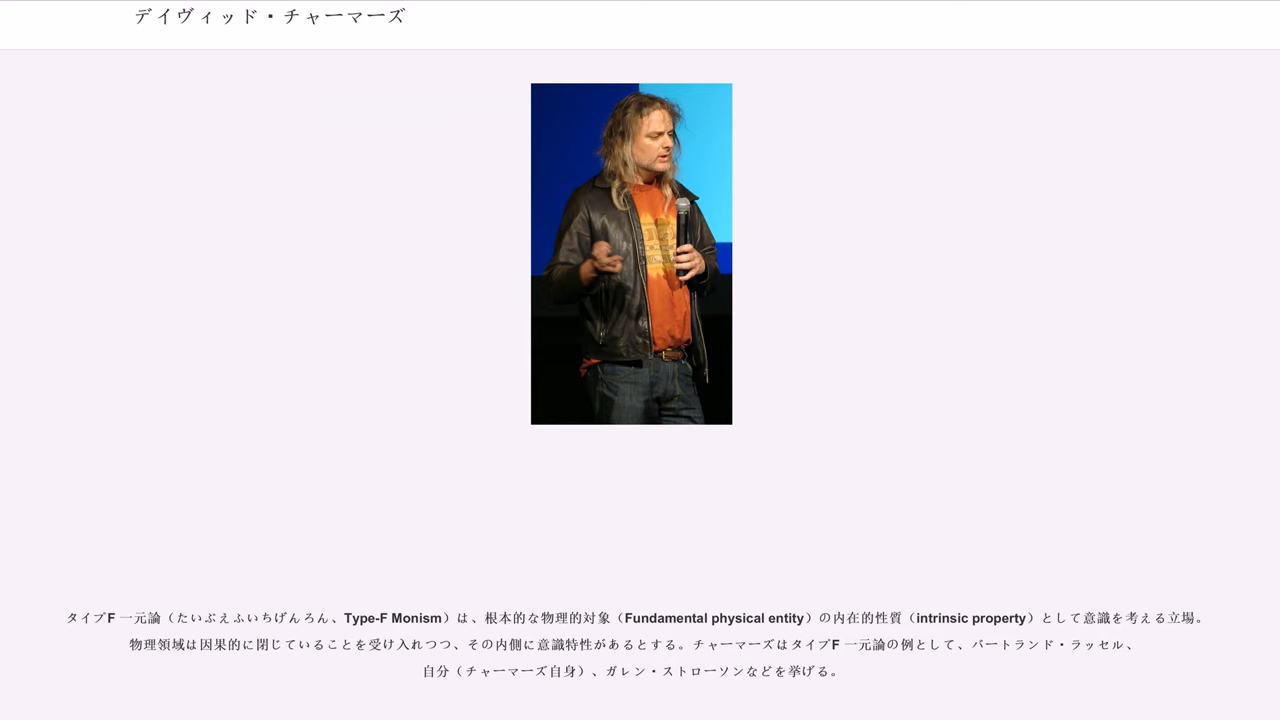 デイヴィッド・チャーマーズ
タイプF 一元論（たいぷえふいちげんろん、Type-F Monism）は、根本的な物理的対象（Fundamental physical entity）の内在的性質（intrinsic property）として意識を考える立場。
物理領域は因果的に閉じていることを受け入れつつ、その内側に意識特性があるとする。チャーマーズはタイプF 一元論の例として、バートランド・ラッセル、
自分（チャーマーズ自身）、ガレン・ストローソンなどを挙げる。